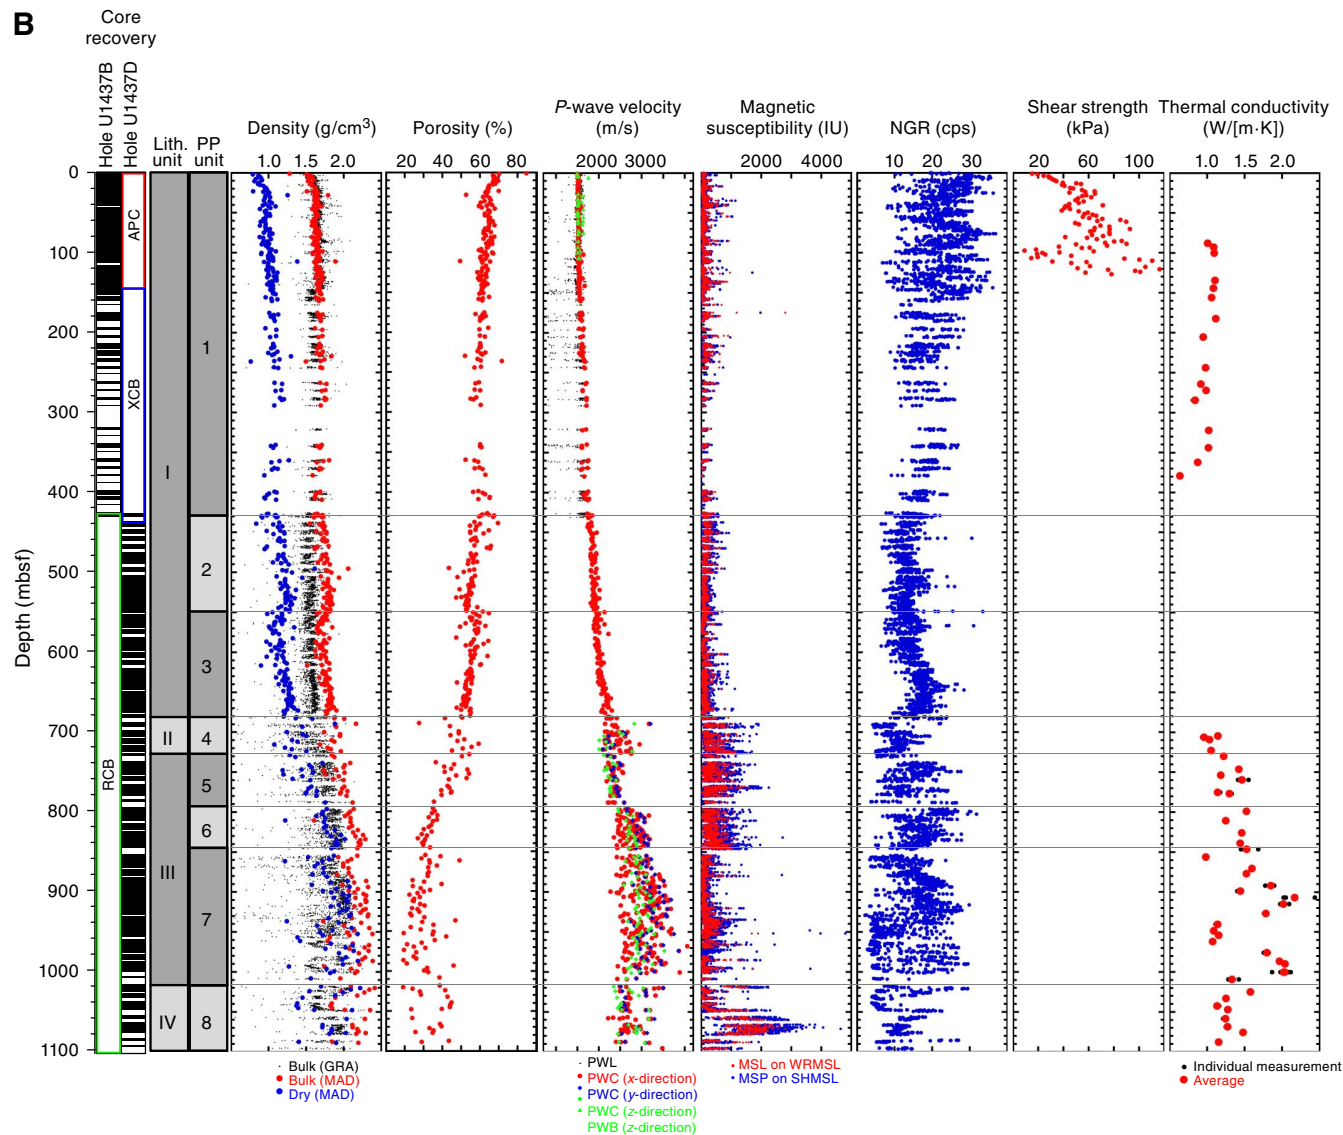 B
Core
recovery
Hole U1437B
Hole U1437D
Lith.
unit
PP
unit
Density (g/cm3)
1.0 1.5 2.0
Porosity (%)
20 40 60 80
P-wave velocity
(m/s)
2000 3000
Magnetic
susceptibility (IU)
2000 4000
NGR (cps)
10 20 30
Shear strength
(kPa)
20 60 100
Thermal conductivity
(W/[m·K])
1.0 1.5 2.0
Depth (mbsf)
0
100
200
300
400
500
600
700
800
900
1000
1100
APC
XCB
RCB
I
II
III
IV
1
2
3
4
5
6
7
8
Bulk (GRA)
Bulk (MAD)
Dry (MAD)
PWL
PWC (x-direction)
PWC (y-direction)
PWC (z-direction)
PWB (z-direction)
MSL on WRMSL
MSP on SHMSL
Individual measurement
Average